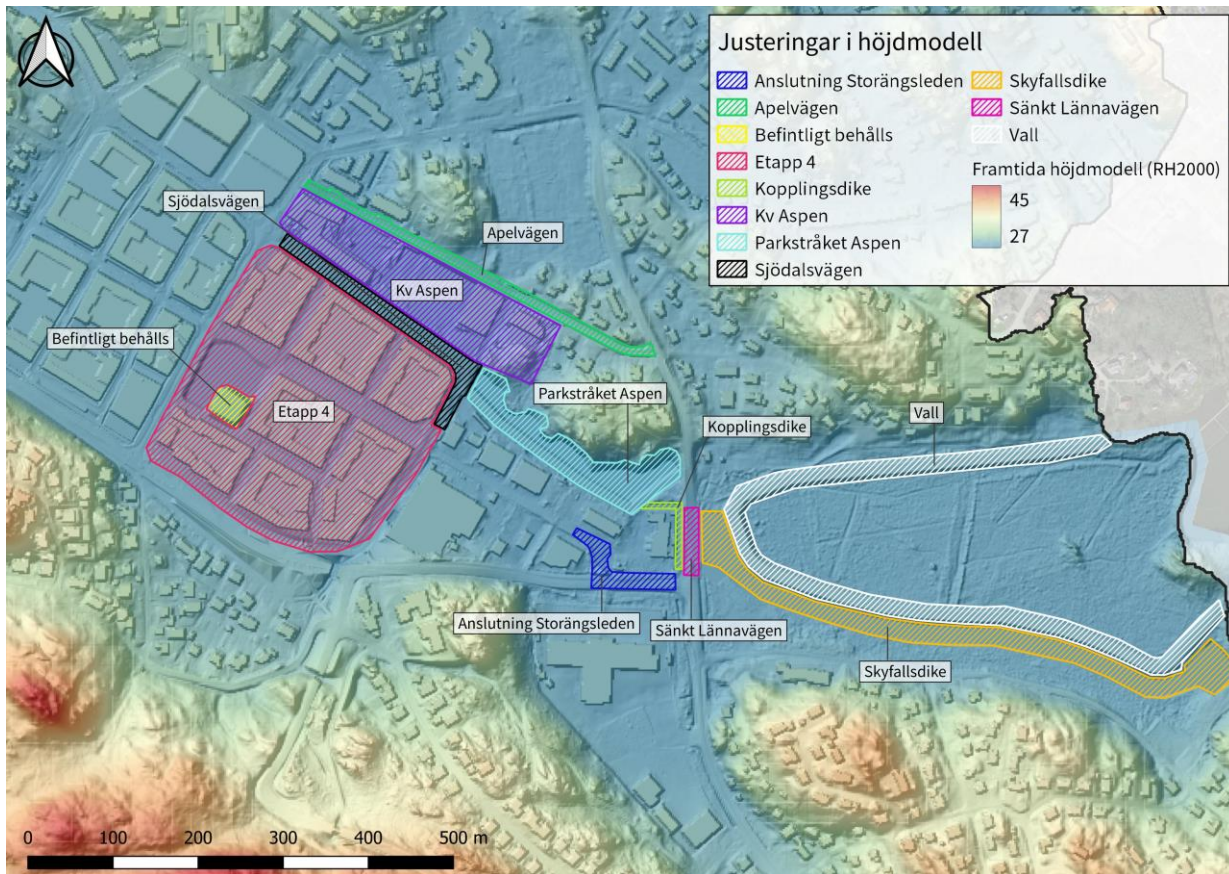 Justeringar i höjdmodell
Anslutning Storängsleden
Apelvägen
Befintligt behålls
Etapp 4
Kopplingsdike
Kv Aspen
Parkstråket Aspen
Sjödalsvägen
Skyfallsdike
Sänkt Lännavägen
Vall
Framtida höjdmodell (RH2000)
45
27
Sjödalsvägen
Apelvägen
Kv Aspen
Befintligt behålls
Parkstråket Aspen
Etapp 4
Vall
Kopplingsdike
Anslutning Storängsleden
Sänkt Lännavägen
Skyfallsdike
0 100 200 300 400 500 m